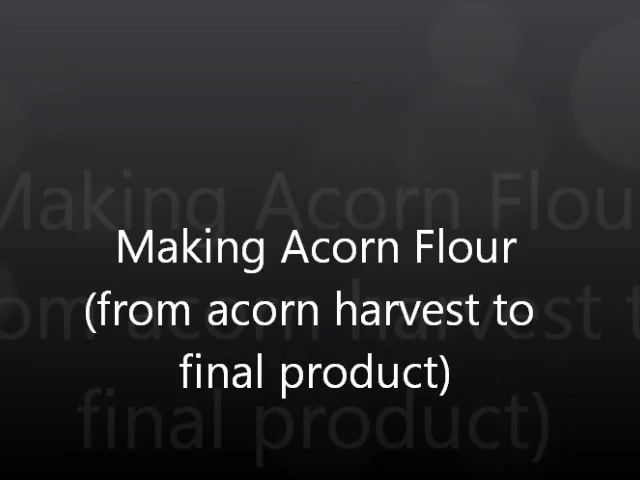 Making Acorn Flour
(from acorn harvest to
final product)